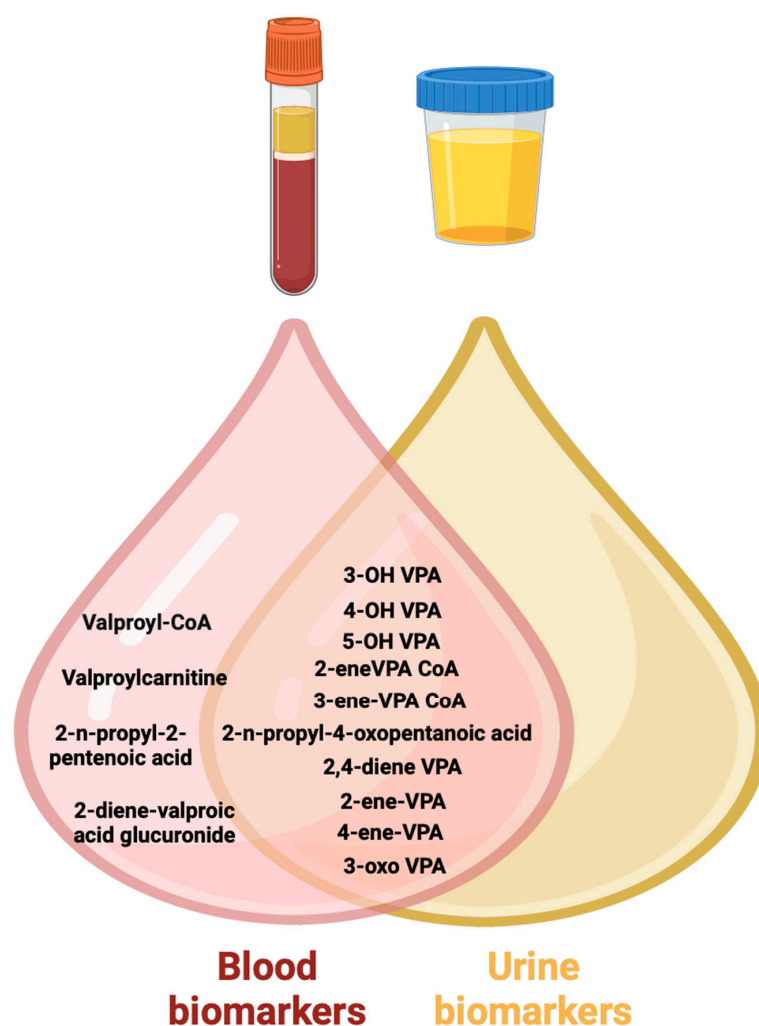 Valproyl-CoA
Valproylcarnitine
2-n-propyl-2-
pentenoic acid
2-diene-valproic
acid glucuronide
3-OH VPA
4-OH VPA
5-OH VPA
2-eneVPA CoA
3-ene-VPA CoA
2-n-propyl-4-oxopentanoic acid
2,4-diene VPA
2-ene-VPA
4-ene-VPA
3-oxo VPA
Blood
biomarkers
Urine
biomarkers